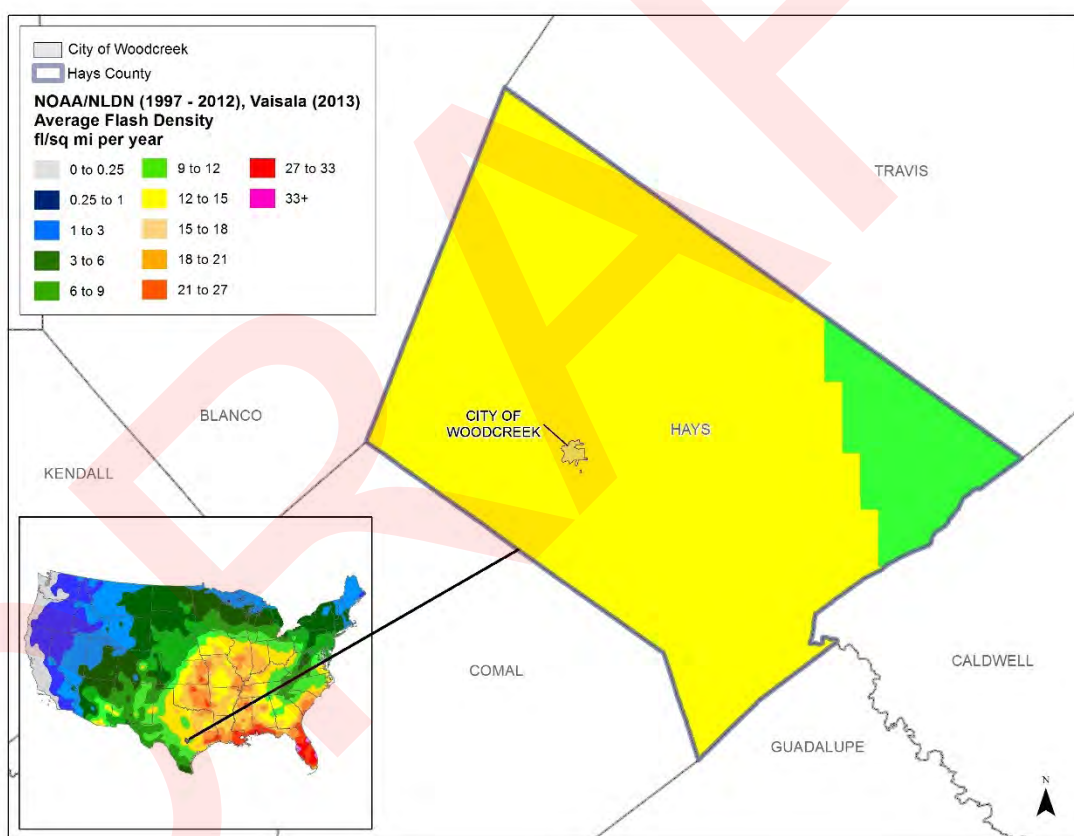 City of Woodcreek
Hays County
NOAA/NLDN (1997 - 2012), Vaisala (2013)
Average Flash Density
fl/sq mi per year
0 to 0.25
0.25 to 1
1 to 3
3 to 6
6 to 9
9 to 12
12 to 15
15 to 18
18 to 21
21 to 27
27 to 33
33+
TRAVIS
BLANCO
KENDALL
CITY OF
WOODCREEK
HAYS
COMAL
CALDWELL
GUADALUPE
N
DRAFT